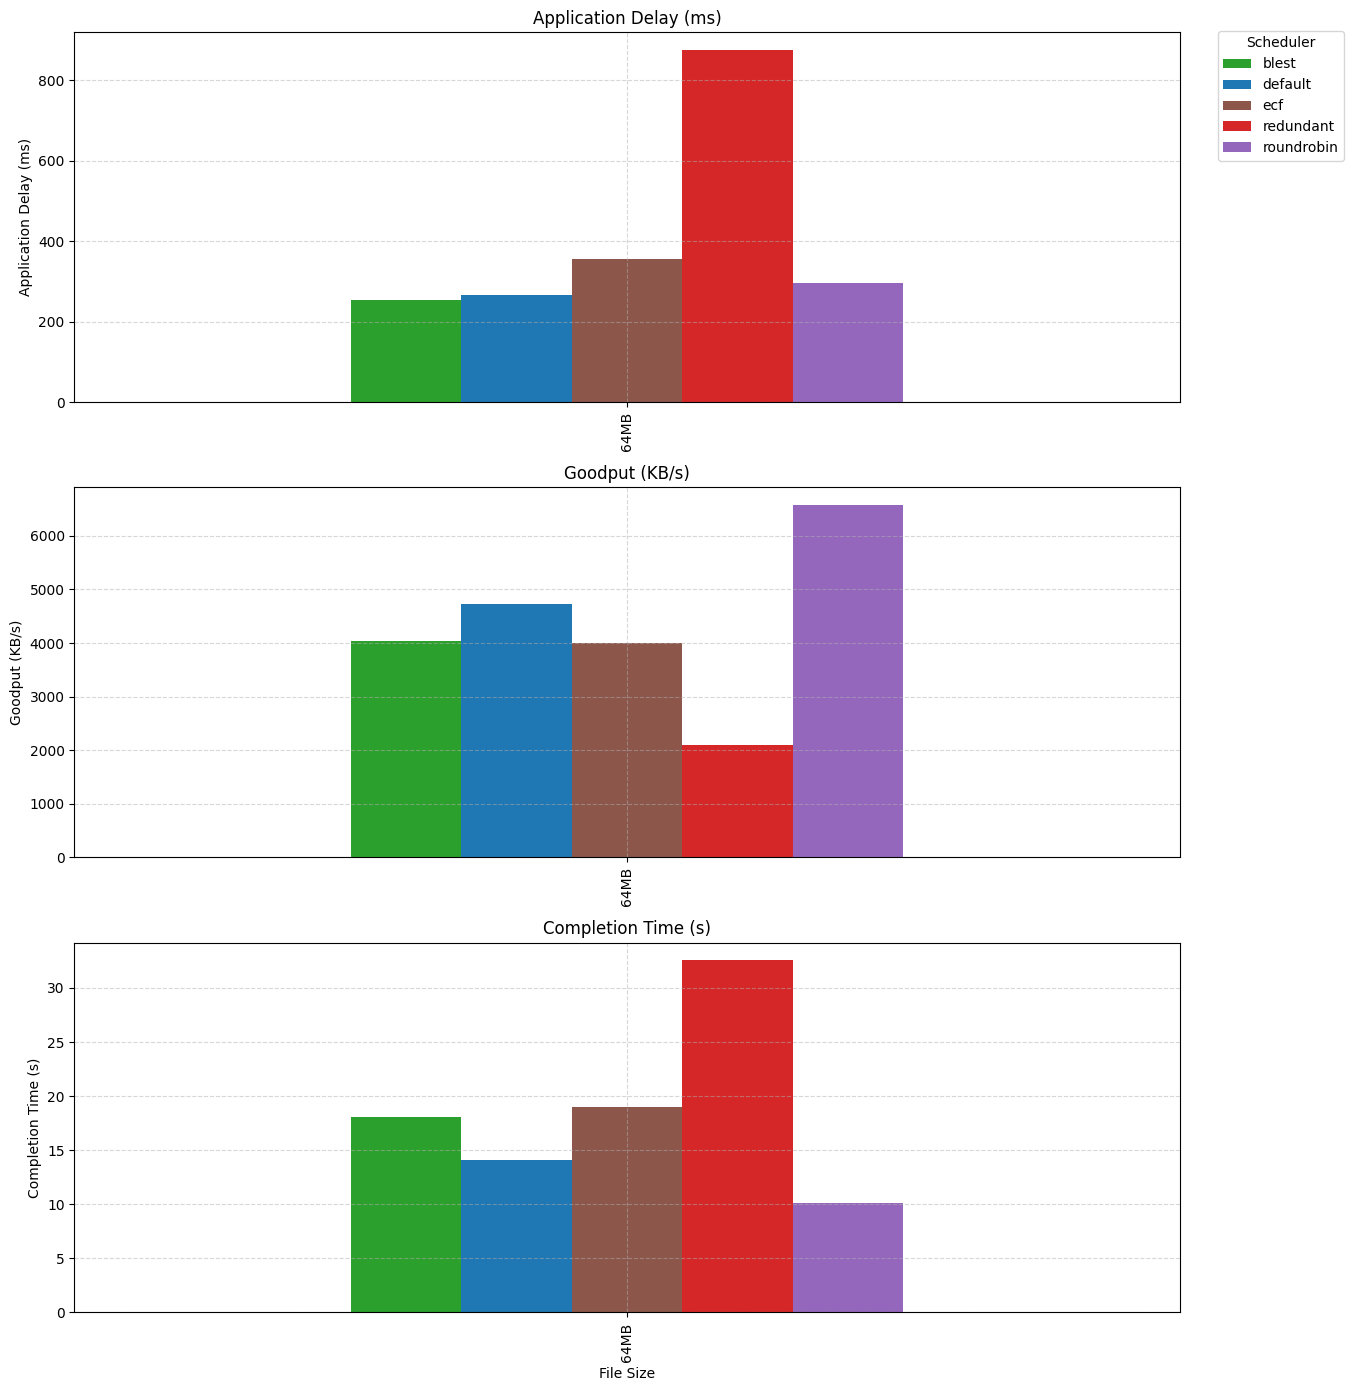 Application Delay (ms)
Scheduler
blest
default
ecf
redundant
roundrobin
Application Delay (ms)
800
600
400
200
0
64MB
Goodput (KB/s)
Goodput (KB/s)
6000
5000
4000
3000
2000
1000
0
64MB
Completion Time (s)
Completion Time (s)
30
25
20
15
10
5
0
64MB
File Size